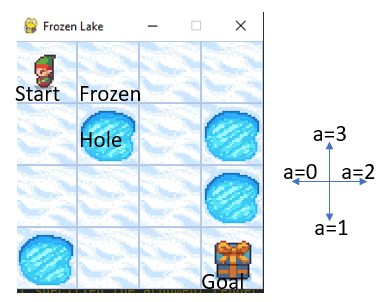 Frozen Lake
Start Frozen
Hole
Goal
a=3
a=0 a=2
a=1